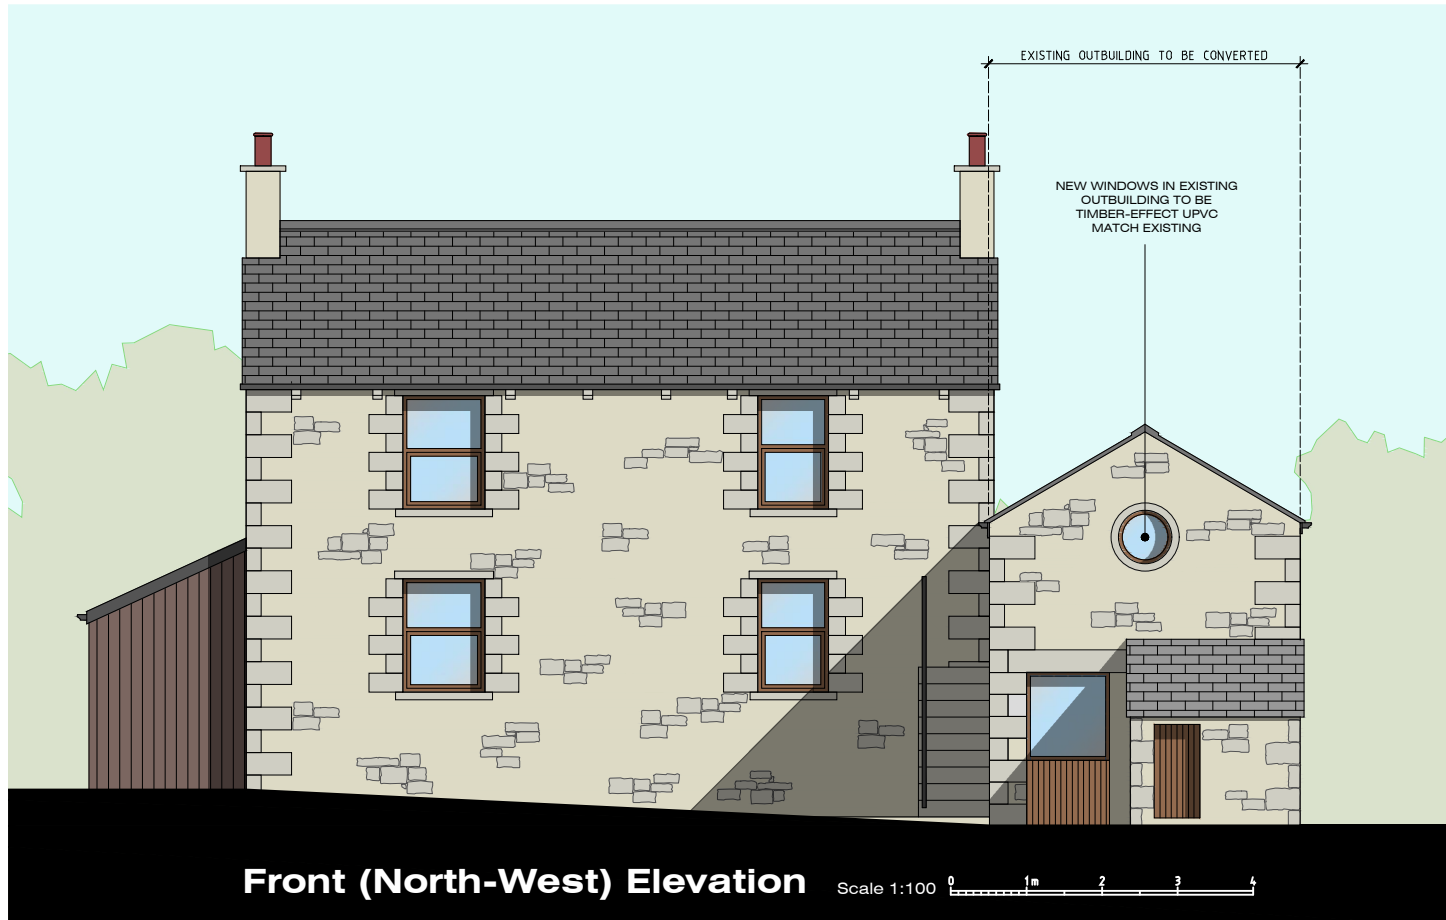 EXISTING OUTBUILDING TO BE CONVERTED
NEW WINDOWS IN EXISTING
OUTBUILDING TO BE
TIMBER-EFFECT UPVC
MATCH EXISTING
Front (North-West) Elevation
Scale 1:100
0 1m 2 3 4